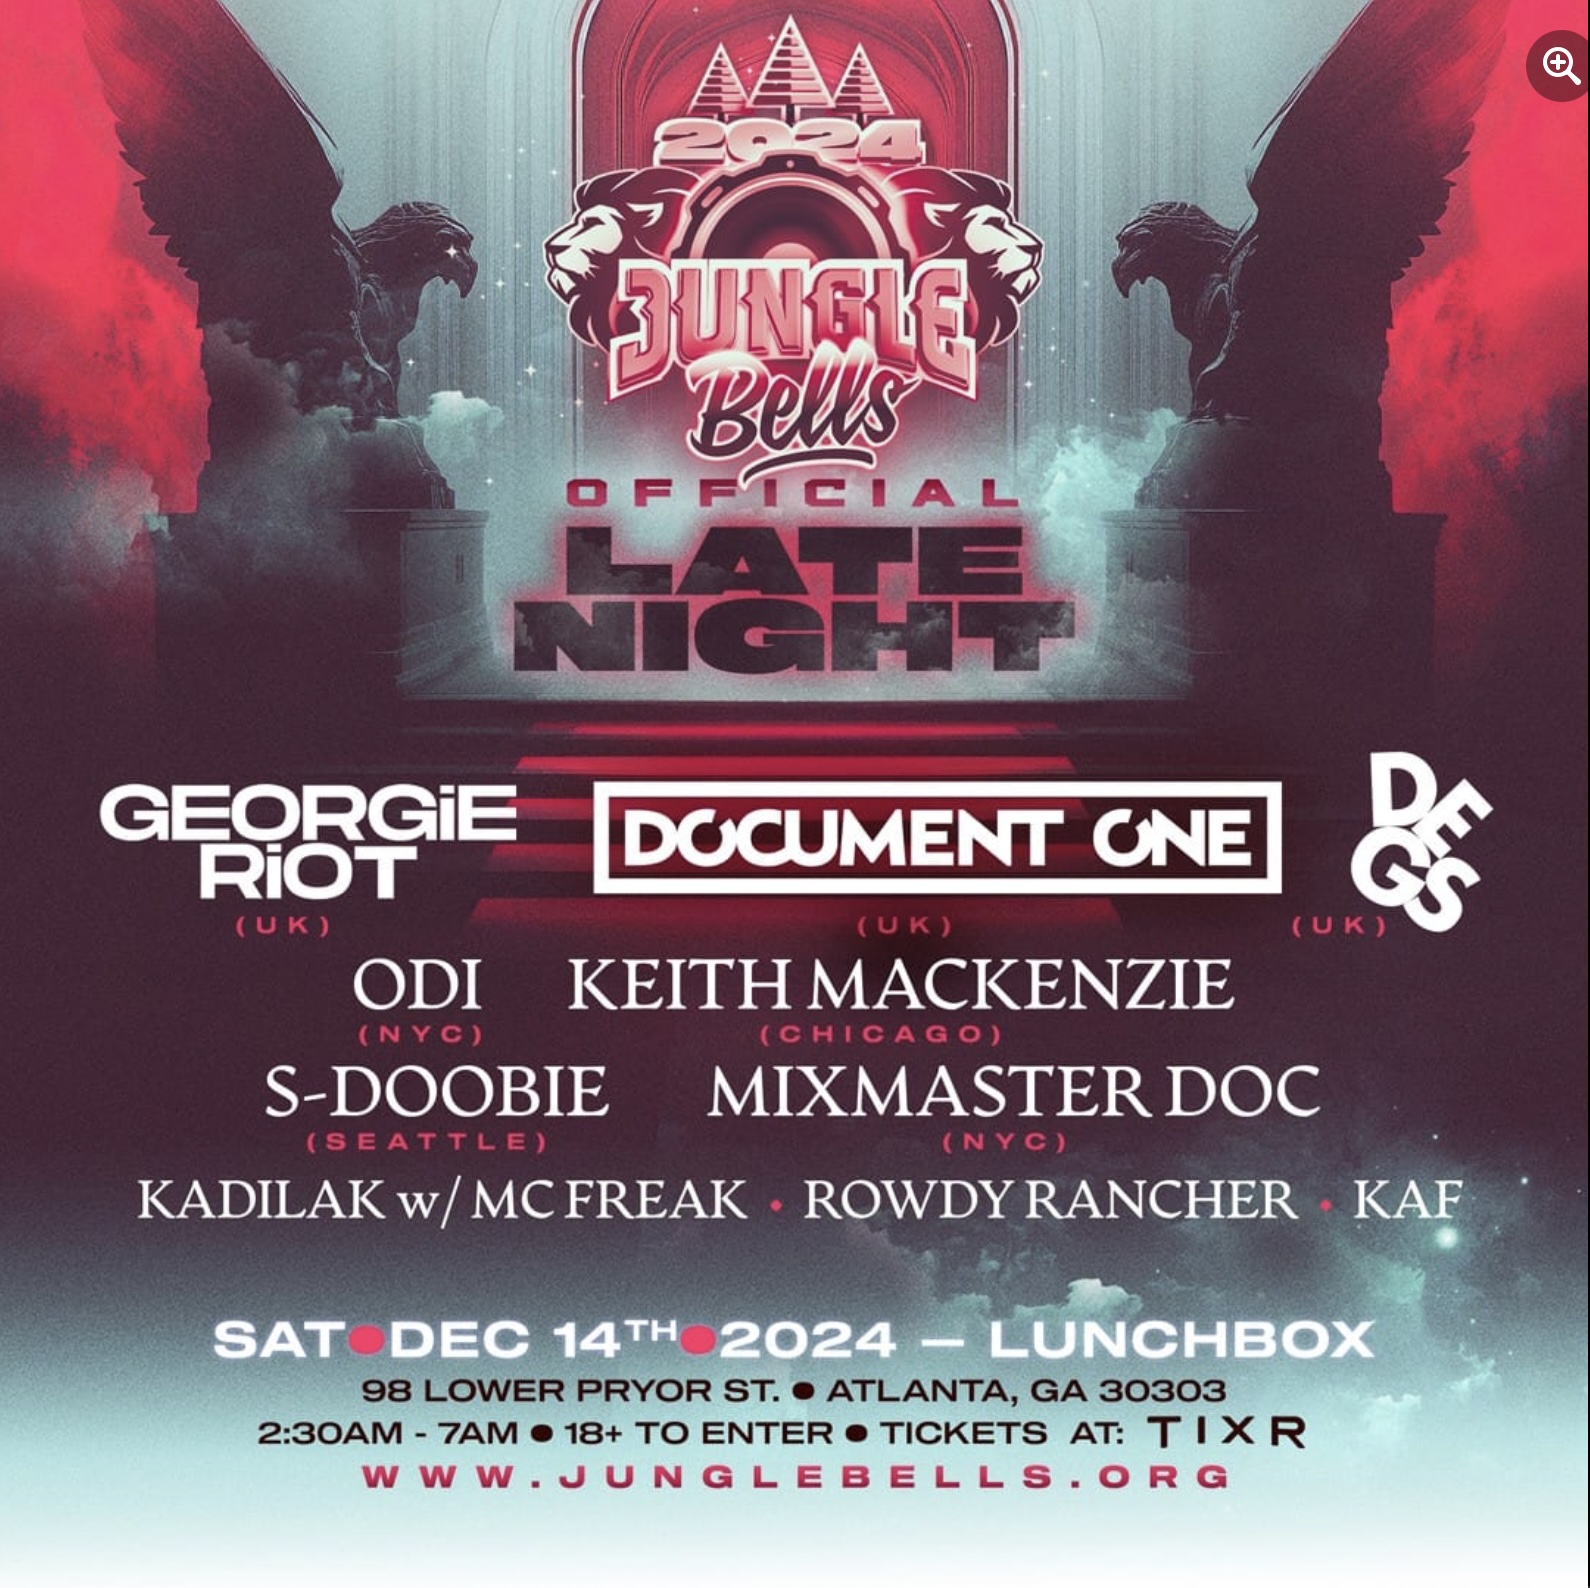 2024
JUNGLE
Bells
OFFICIAL
LATE
NIGHT
GEORGiE
RiOT
(UK)
DOCUMENT ONE
(UK)
DEGS
(UK)
ODI KEITH MACKENZIE
(NYC) (CHICAGO)
S-DOOBIE MIXMASTER DOC
(SEATTLE) (NYC)
KADILAK w/ MC FREAK • ROWDY RANCHER • KAF
SAT•DEC 14TH•2024 – LUNCHBOX
98 LOWER PRYOR ST. • ATLANTA, GA 30303
2:30AM - 7AM • 18+ TO ENTER • TICKETS AT: TIXR
WWW.JUNGLEBELLS.ORG